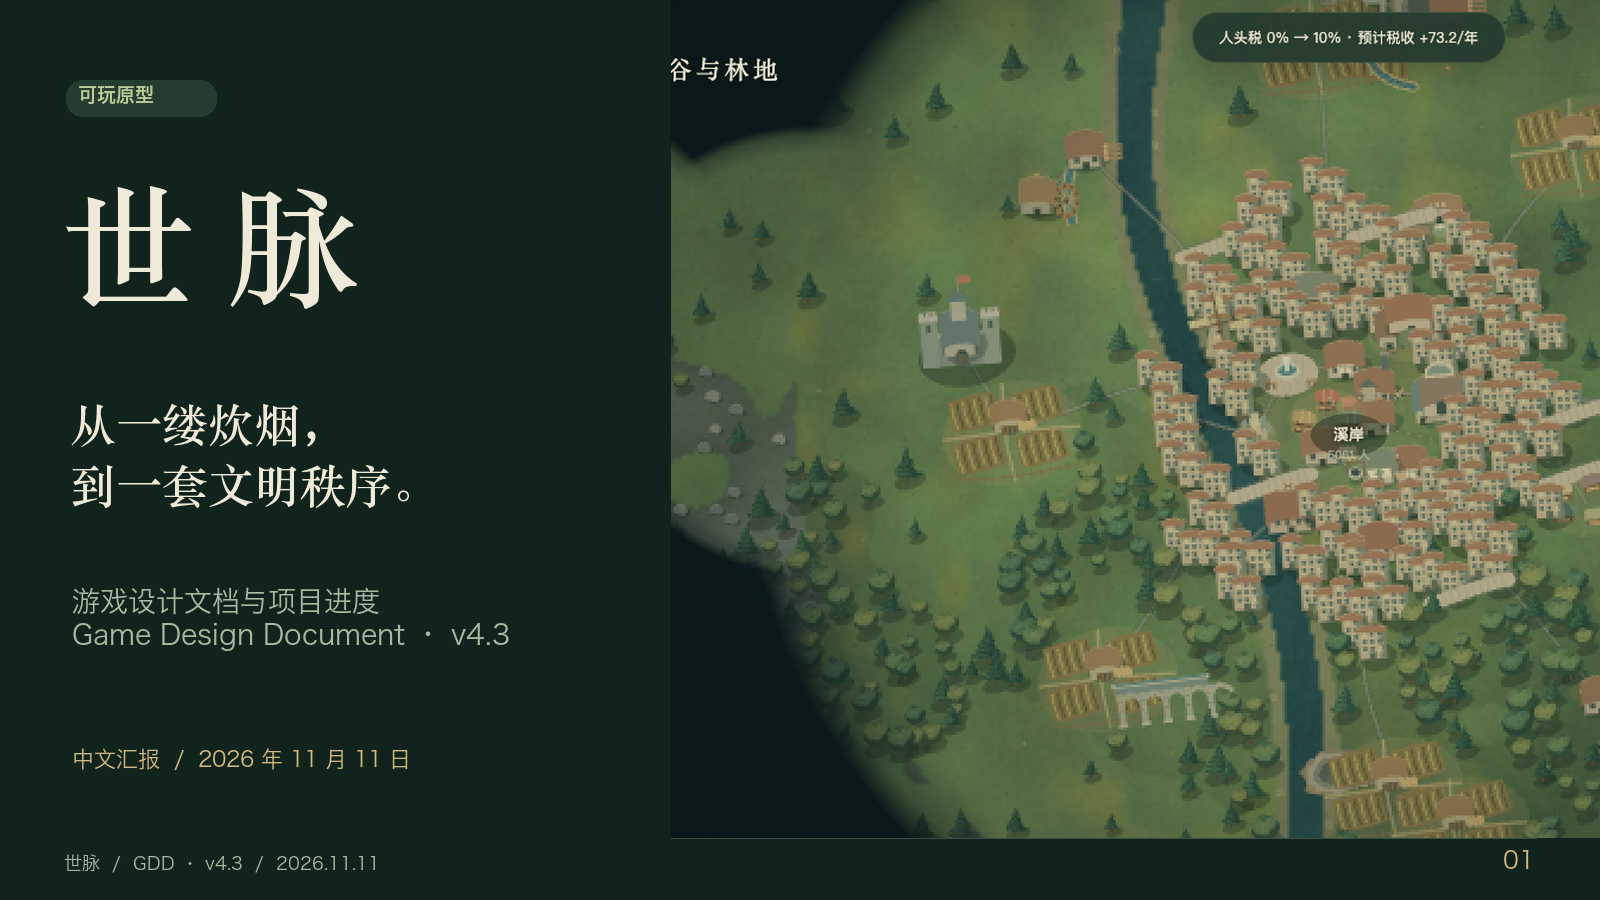 可玩原型
世脉
从一缕炊烟，
到一套文明秩序。
游戏设计文档与项目进度
Game Design Document · v4.3
中文汇报 / 2026 年 11 月 11 日
世脉 / GDD · v4.3 / 2026.11.11
谷与林地
人头税 0% → 10% · 预计税收 +73.2/年
溪岸
5061 人
01